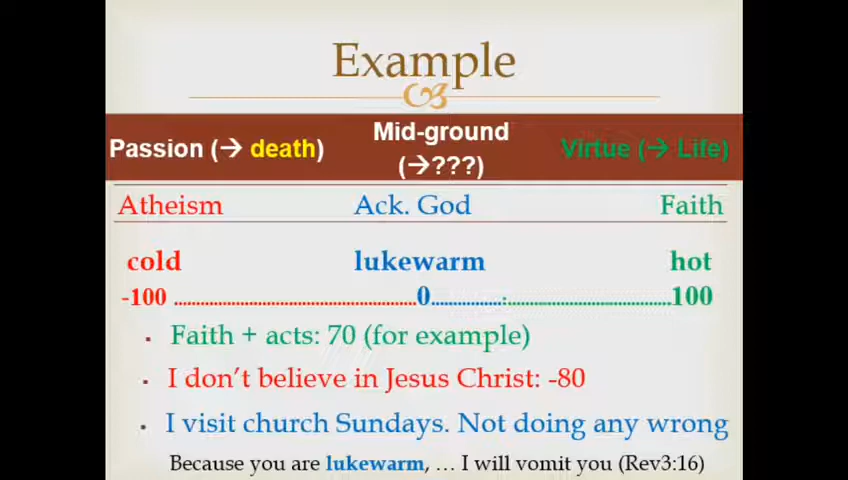 Example
Passion (→ death) Mid-ground (→???) Virtue (→ Life)
Atheism Ack. God Faith
cold lukewarm hot
-100 ........................0........................100
▪ Faith + acts: 70 (for example)
▪ I don't believe in Jesus Christ: -80
▪ I visit church Sundays. Not doing any wrong
Because you are lukewarm, … I will vomit you (Rev3:16)